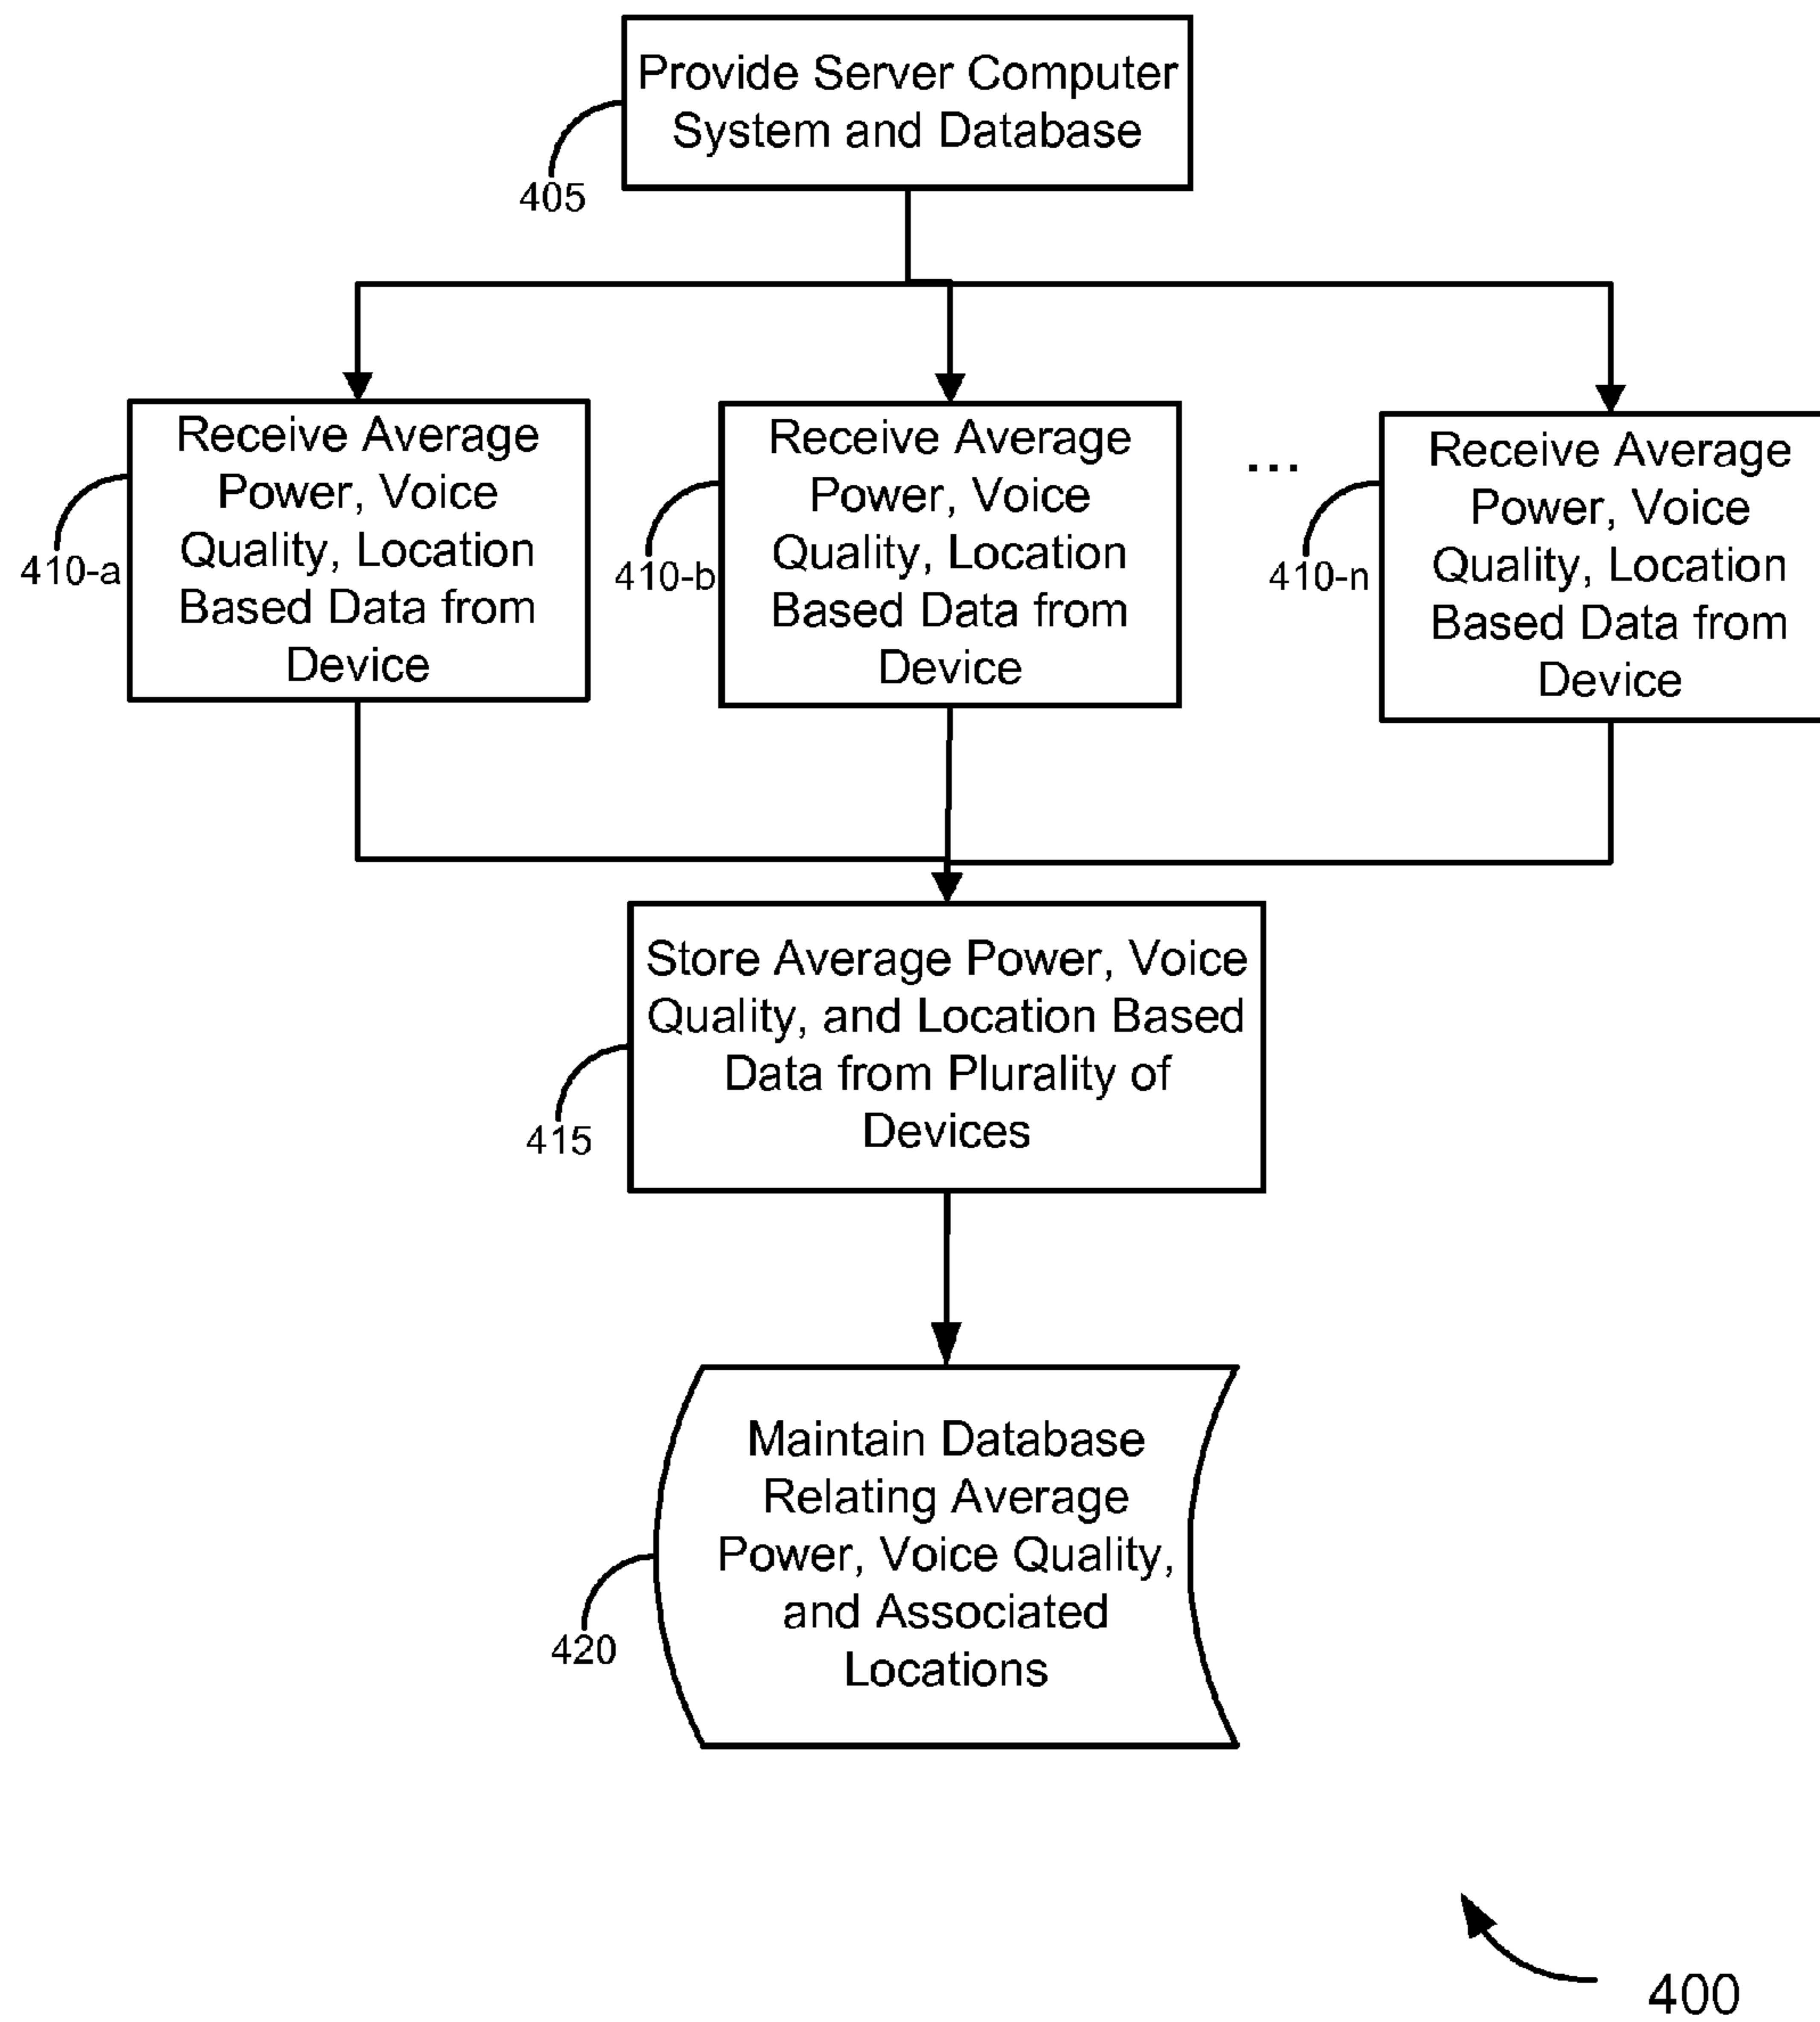 Provide Server Computer
System and Database
405
Receive Average
Power, Voice
Quality, Location
Based Data from
Device
410-a
Receive Average
Power, Voice
Quality, Location
Based Data from
Device
410-b
...
Receive Average
Power, Voice
Quality, Location
Based Data from
Device
410-n
Store Average Power, Voice
Quality, and Location Based
Data from Plurality of
Devices
415
Maintain Database
Relating Average
Power, Voice Quality,
and Associated
Locations
420
400